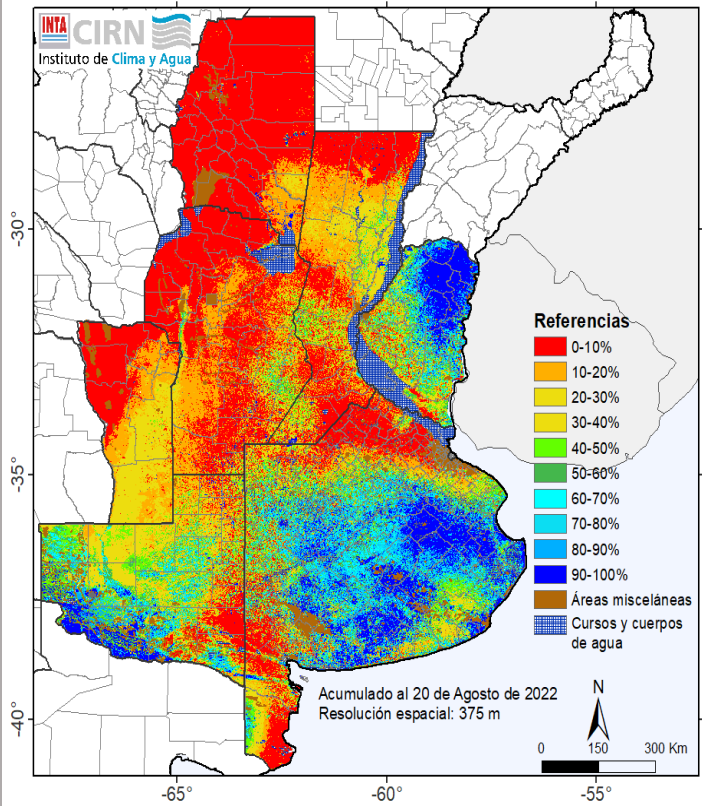 INTA CIRN
Instituto de Clima y Agua
-30°
-35°
-40°
Referencias
0-10%
10-20%
20-30%
30-40%
40-50%
50-60%
60-70%
70-80%
80-90%
90-100%
Áreas misceláneas
Cursos y cuerpos
de agua
Acumulado al 20 de Agosto de 2022
Resolución espacial: 375 m
N
0 150 300 Km
-65° -60° -55°